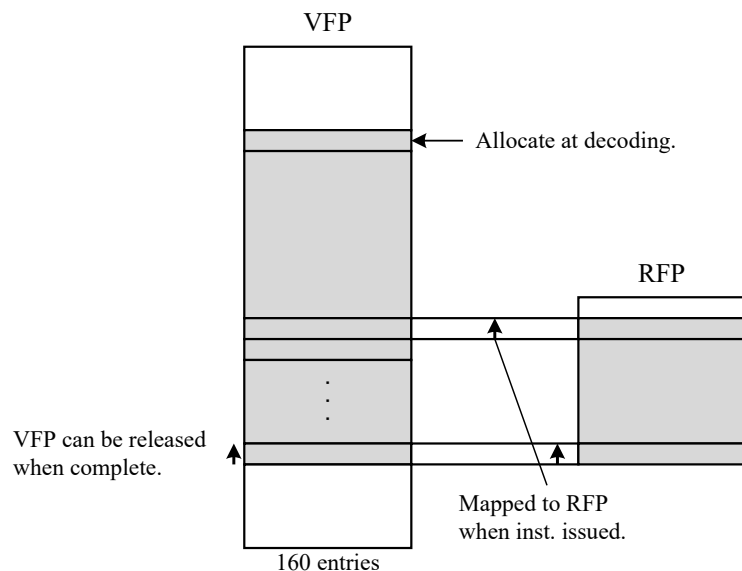 VFP
Allocate at decoding.
RFP
.
.
.
VFP can be released
when complete.
Mapped to RFP
when inst. issued.
160 entries